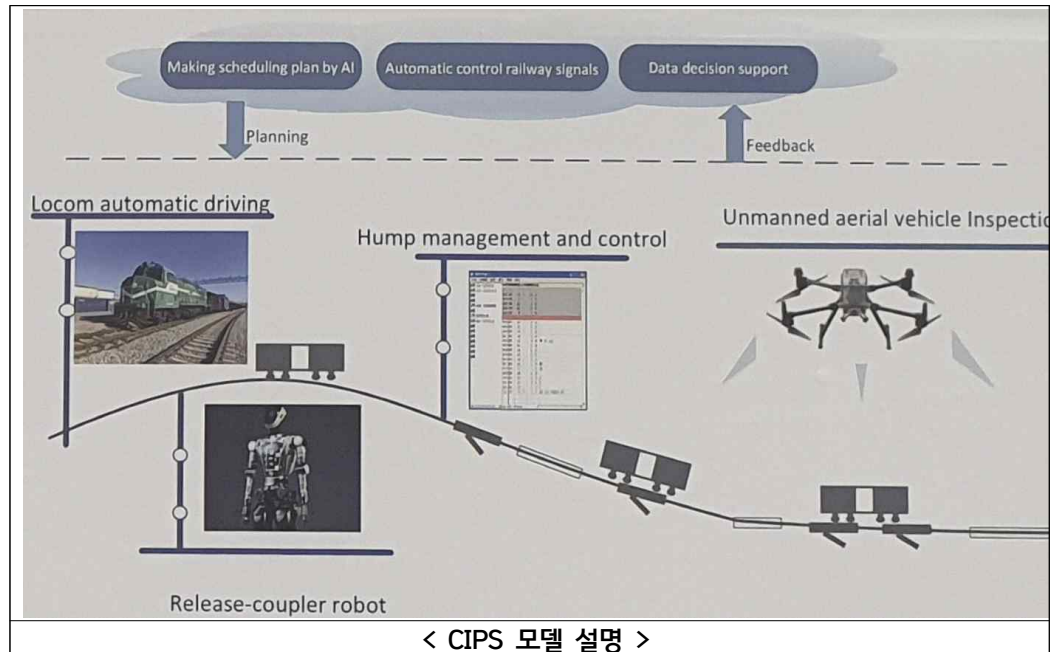 Making scheduling plan by AI
Automatic control railway signals
Data decision support
Planning
Feedback
Locom automatic driving
Hump management and control
Unmanned aerial vehicle Inspectio
Release-coupler robot
< CIPS 모델 설명 >